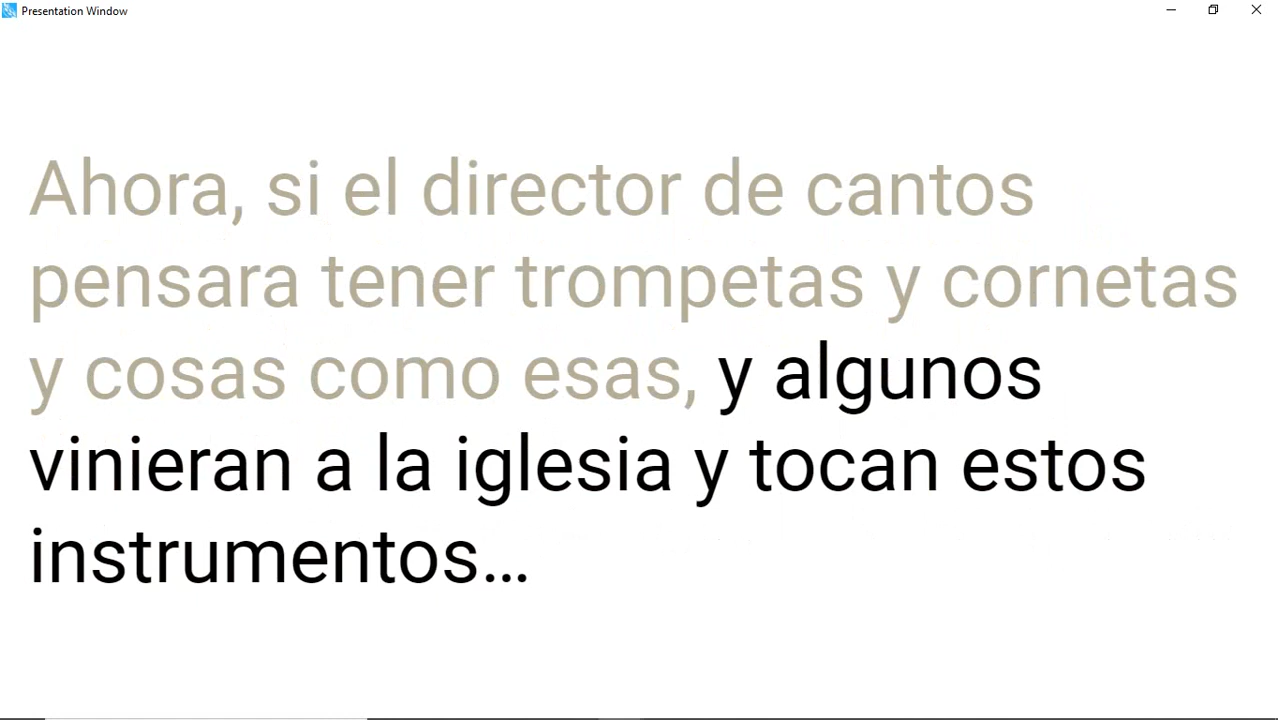 Presentation Window
Ahora, si el director de cantos
pensara tener trompetas y cornetas
y cosas como esas, y algunos
vinieran a la iglesia y tocan estos
instrumentos...